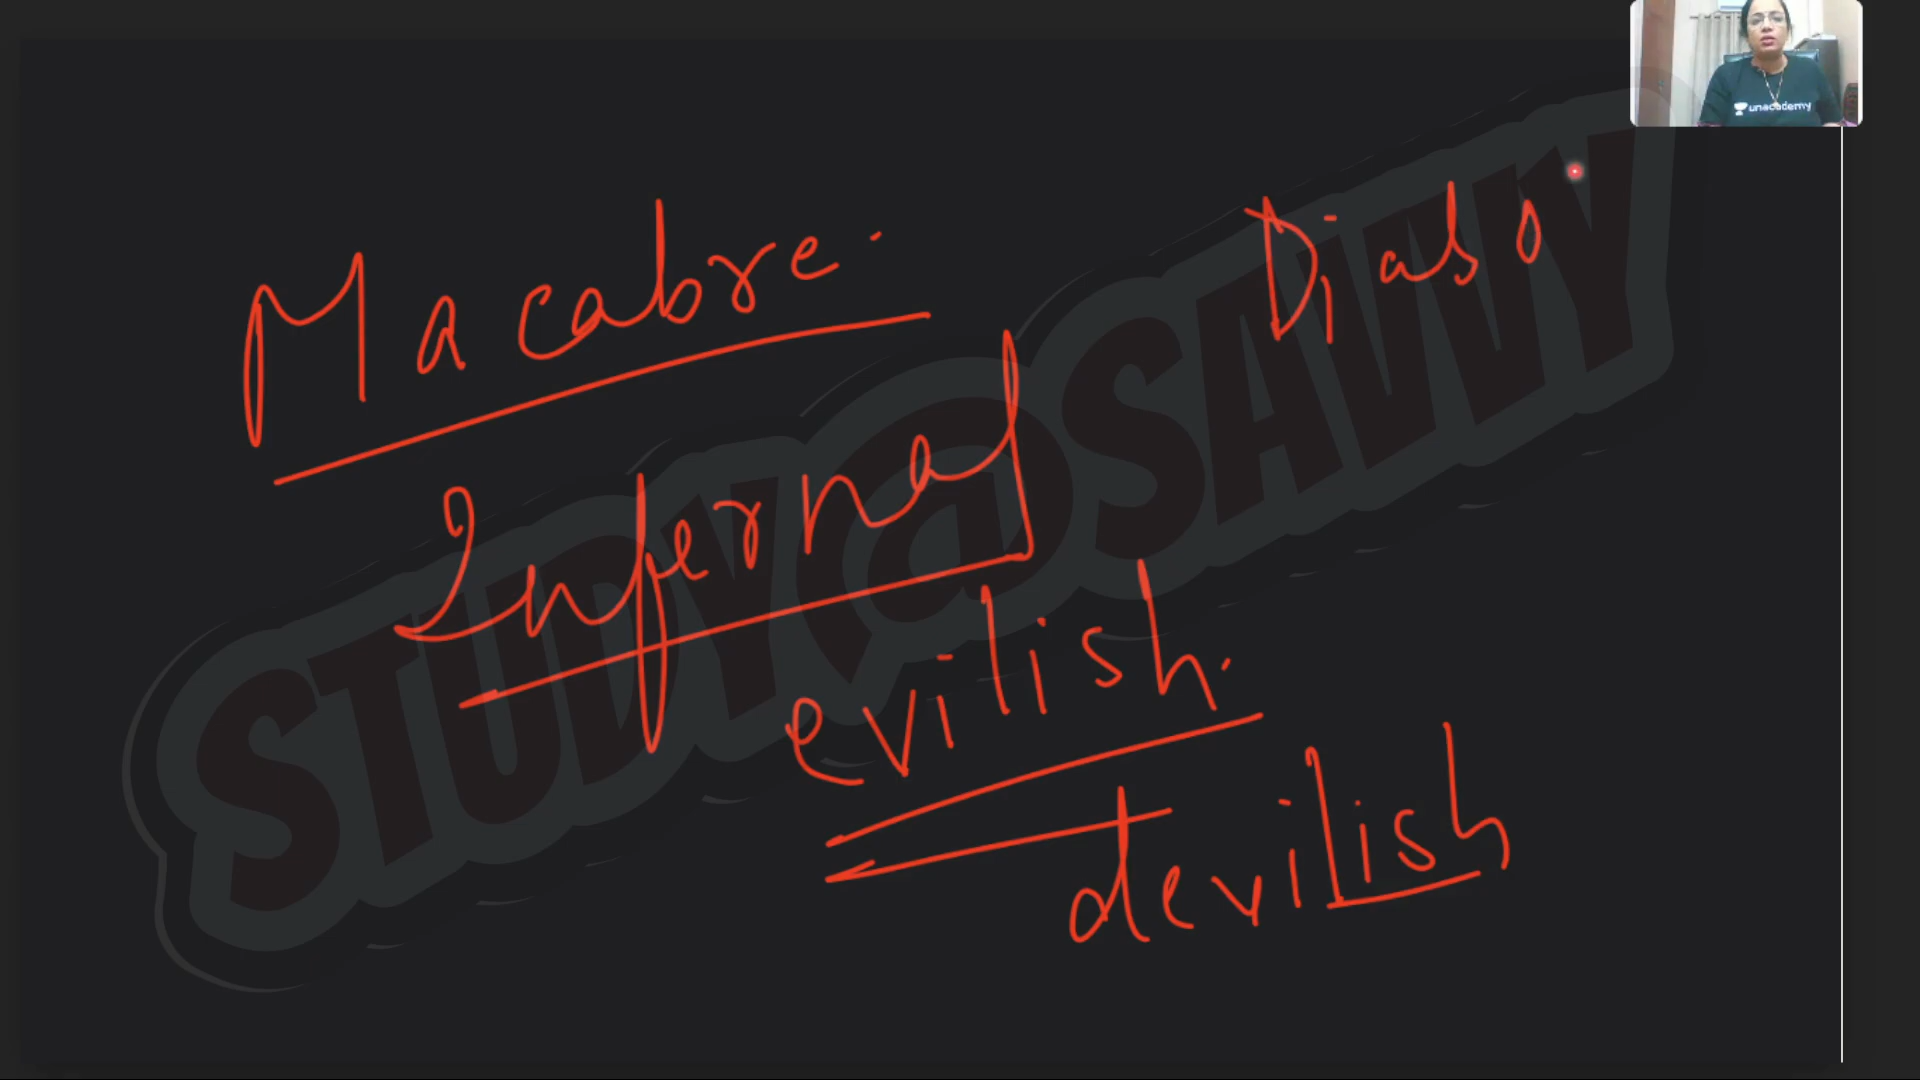 unacademy
Macabre.
Diabo
Infernal
evilish.
devilish
STUDY@SAVVY